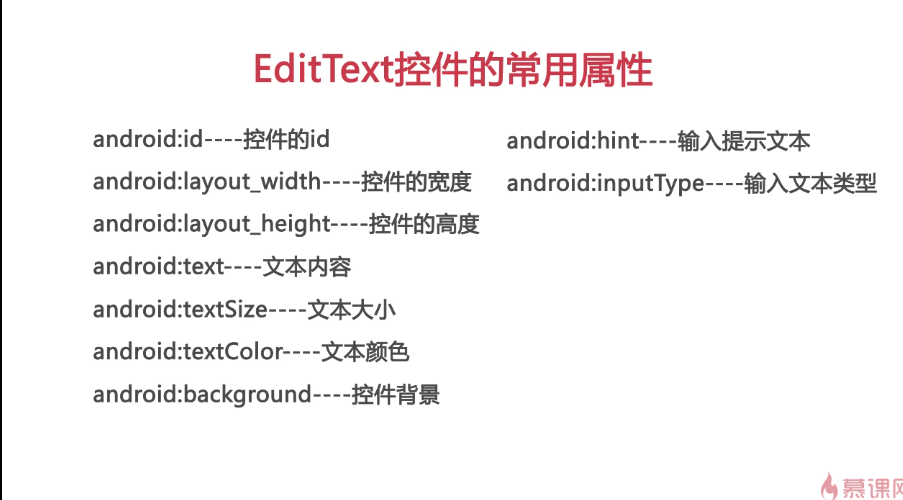 EditText控件的常用属性
android:id----控件的id
android:layout_width----控件的宽度
android:layout_height----控件的高度
android:text----文本内容
android:textSize----文本大小
android:textColor----文本颜色
android:background----控件背景
android:hint----输入提示文本
android:inputType----输入文本类型
慕课网